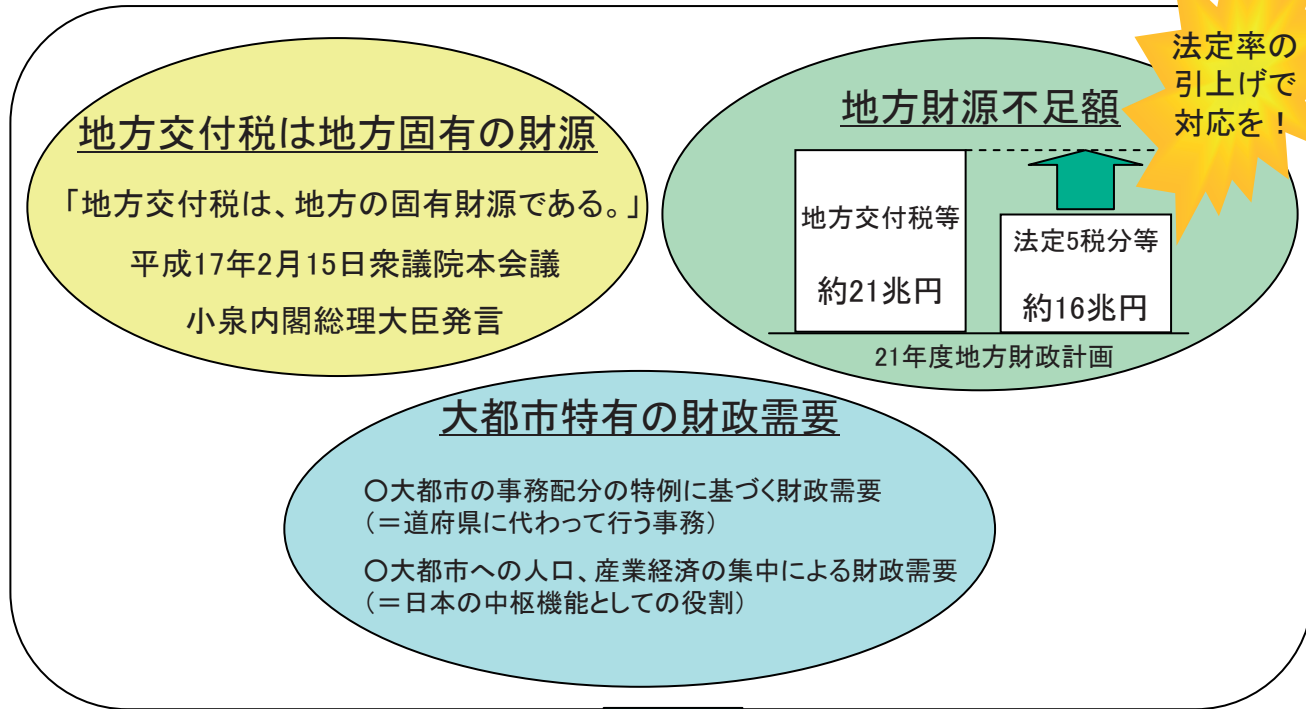 地方交付税は地方固有の財源
「地方交付税は、地方の固有財源である。」
平成17年2月15日衆議院本会議
小泉内閣総理大臣発言
法定率の
引上げで
対応を！
地方財源不足額
地方交付税等
約21兆円
法定5税分等
約16兆円
21年度地方財政計画
大都市特有の財政需要
○大都市の事務配分の特例に基づく財政需要
（＝道府県に代わって行う事務）
○大都市への人口、産業経済の集中による財政需要
（＝日本の中枢機能としての役割）